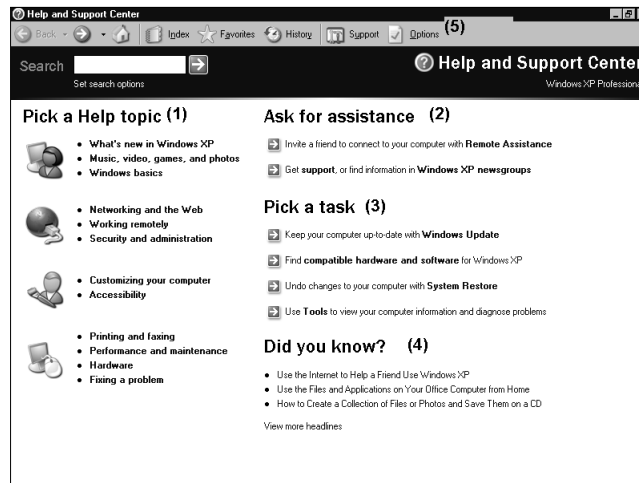 Help and Support Center
Back Index Favorites History Support Options (5)
Search
Set search options
Help and Support Center
Windows XP Professional
Pick a Help topic (1)
What's new in Windows XP
Music, video, games, and photos
Windows basics
Networking and the Web
Working remotely
Security and administration
Customizing your computer
Accessibility
Printing and faxing
Performance and maintenance
Hardware
Fixing a problem
Ask for assistance (2)
Invite a friend to connect to your computer with Remote Assistance
Get support, or find information in Windows XP newsgroups
Pick a task (3)
Keep your computer up-to-date with Windows Update
Find compatible hardware and software for Windows XP
Undo changes to your computer with System Restore
Use Tools to view your computer information and diagnose problems
Did you know? (4)
Use the Internet to Help a Friend Use Windows XP
Use the Files and Applications on Your Office Computer from Home
How to Create a Collection of Files or Photos and Save Them on a CD
View more headlines